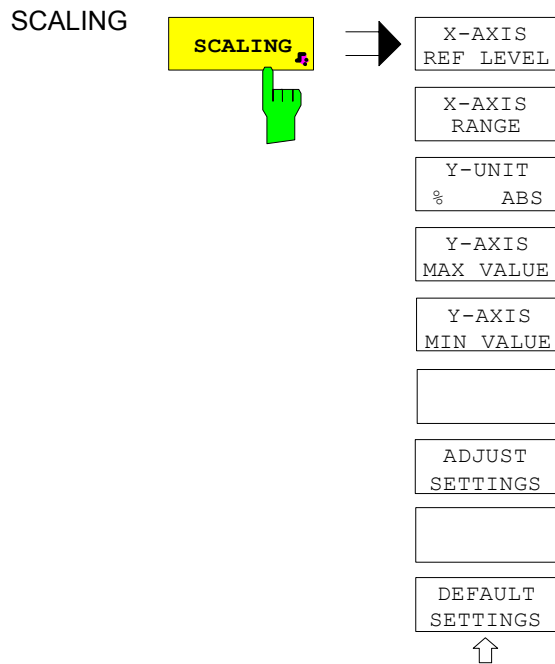 SCALING
SCALING
X-AXIS
REF LEVEL
X-AXIS
RANGE
Y-UNIT
% ABS
Y-AXIS
MAX VALUE
Y-AXIS
MIN VALUE
ADJUST
SETTINGS
DEFAULT
SETTINGS